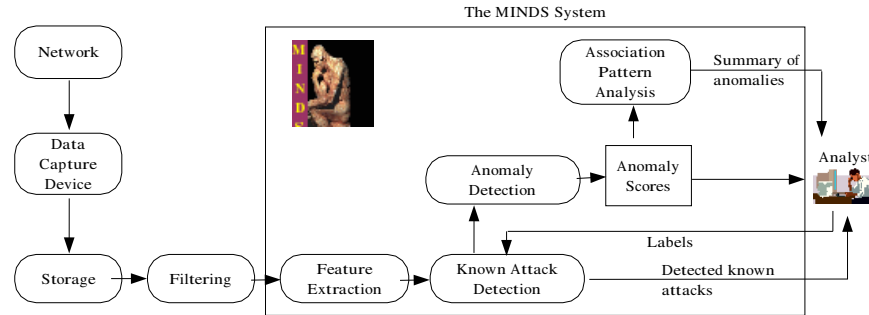 The MINDS System
Network
M
I
N
D
S
Association
Pattern
Analysis
Summary of
anomalies
Data
Capture
Device
Anomaly
Detection
Anomaly
Scores
Analyst
Labels
Storage
Filtering
Feature
Extraction
Known Attack
Detection
Detected known
attacks